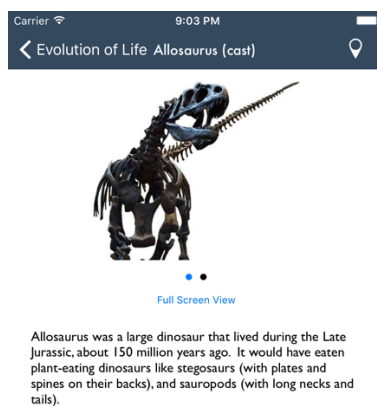 Carrier 9:03 PM
Evolution of Life Allosaurus (cast)
Full Screen View
Allosaurus was a large dinosaur that lived during the Late
Jurassic, about 150 million years ago. It would have eaten
plant-eating dinosaurs like stegosaurs (with plates and
spines on their backs), and sauropods (with long necks and
tails).